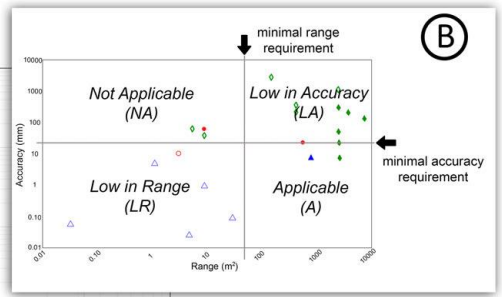 minimal range
requirement
B
10000
1000
100
10
1
0.10
0.01
Accuracy (mm)
Not Applicable
(NA)
Low in Accuracy
(LA)
minimal accuracy
requirement
Low in Range
(LR)
Applicable
(A)
0.01
0.10
1
10
100
1000
10000
Range (m²)